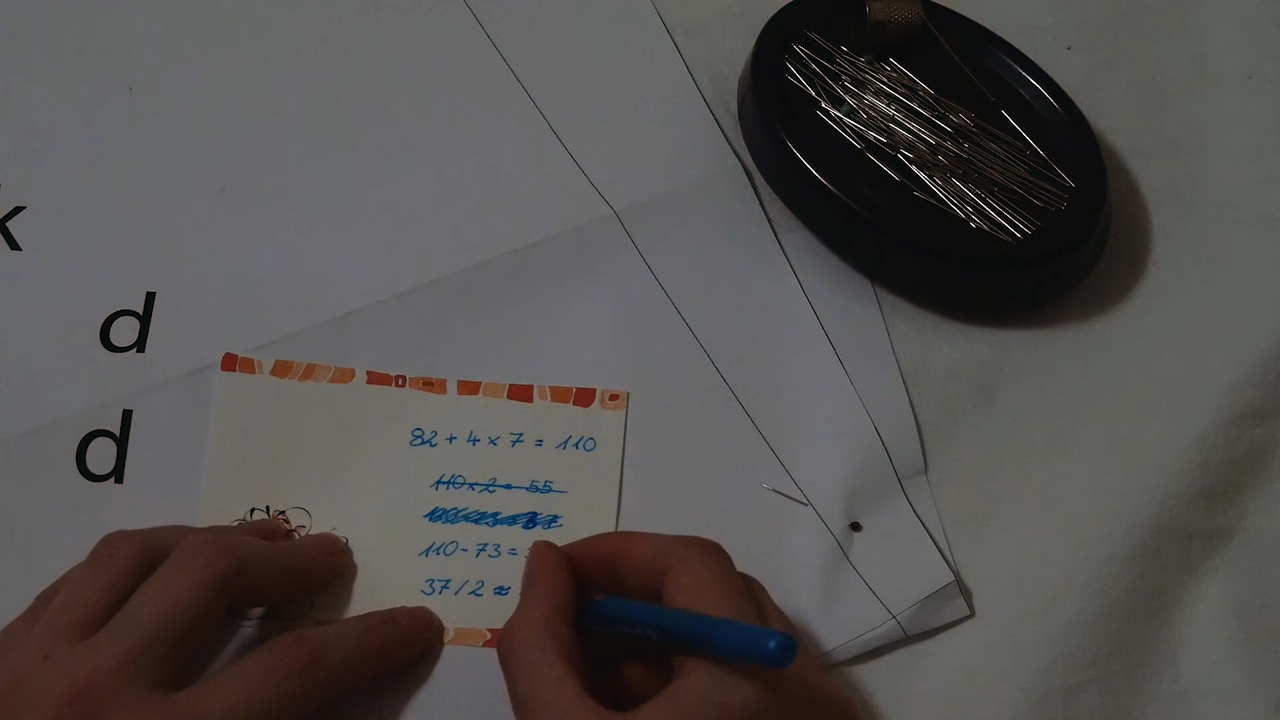 k
d
d
82 + 4 x 7 = 110
110 x 2 = 55
110 - 73 =
37 / 2 ≈